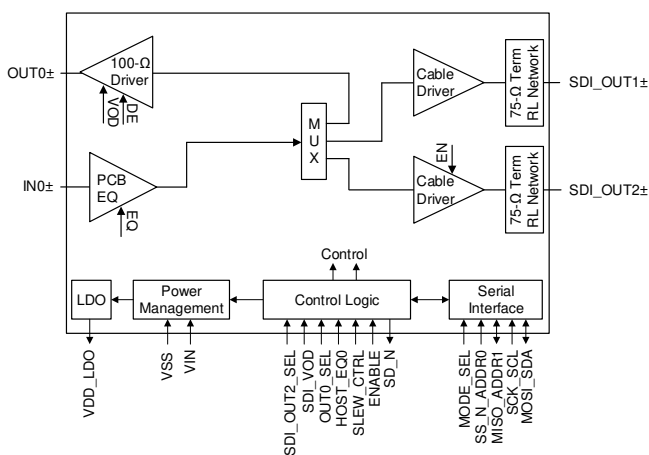 100-Ω
Driver
OUT0±
VOD
DE
M
U
X
Cable
Driver
75-Ω Term
RL Network
SDI_OUT1±
IN0±
PCB
EQ
EQ
EN
Cable
Driver
75-Ω Term
RL Network
SDI_OUT2±
Control
LDO
Power
Management
Control Logic
Serial
Interface
VDD_LDO
VSS
VIN
SDI_OUT2_SEL
SDI_VOD
OUT0_SEL
HOST_EQ0
SLEW_CTRL
ENABLE
SD_N
MODE_SEL
SS_N_ADDR0
MISO_ADDR1
SCK_SCL
MOSI_SDA